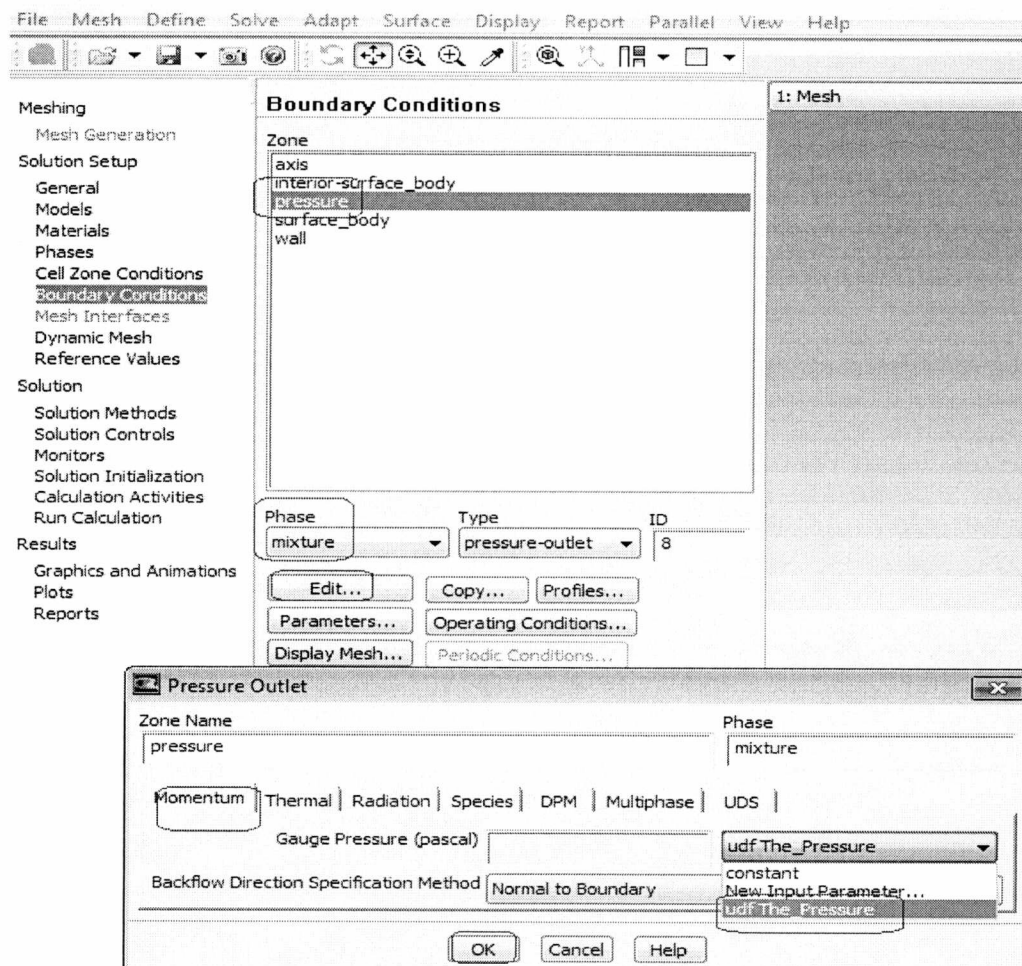 File Mesh Define Solve Adapt Surface Display Report Parallel View Help
Meshing
Mesh Generation
Solution Setup
General
Models
Materials
Phases
Cell Zone Conditions
Boundary Conditions
Mesh Interfaces
Dynamic Mesh
Reference Values
Solution
Solution Methods
Solution Controls
Monitors
Solution Initialization
Calculation Activities
Run Calculation
Results
Graphics and Animations
Plots
Reports
Boundary Conditions
Zone
axis
interior-surface_body
pressure
surface_body
wall
Phase Type ID
mixture pressure-outlet 8
Edit... Copy... Profiles...
Parameters... Operating Conditions...
Display Mesh... Periodic Conditions...
1: Mesh
Pressure Outlet
Zone Name Phase
pressure mixture
Momentum Thermal Radiation Species DPM Multiphase UDS
Gauge Pressure (pascal) udf The_Pressure
constant
New Input Parameter...
udf The_Pressure
Backflow Direction Specification Method Normal to Boundary
OK Cancel Help